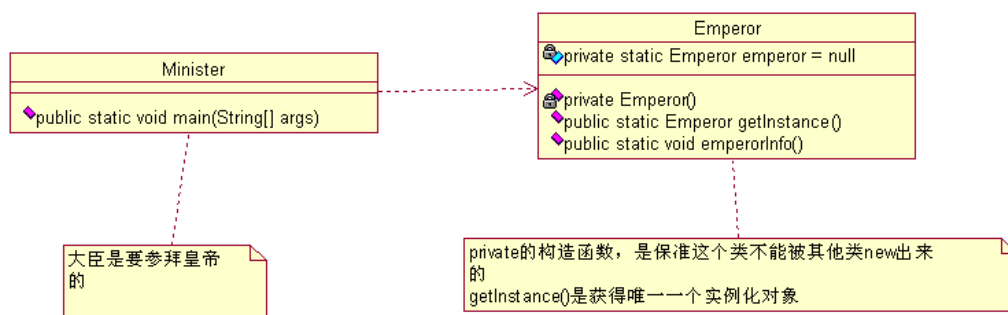 Minister
public static void main(String[] args)
Emperor
private static Emperor emperor = null
private Emperor()
public static Emperor getInstance()
public static void emperorInfo()
大臣是要参拜皇帝
的
private的构造函数，是保准这个类不能被其他类new出来
的
getInstance()是获得唯一一个实例化对象